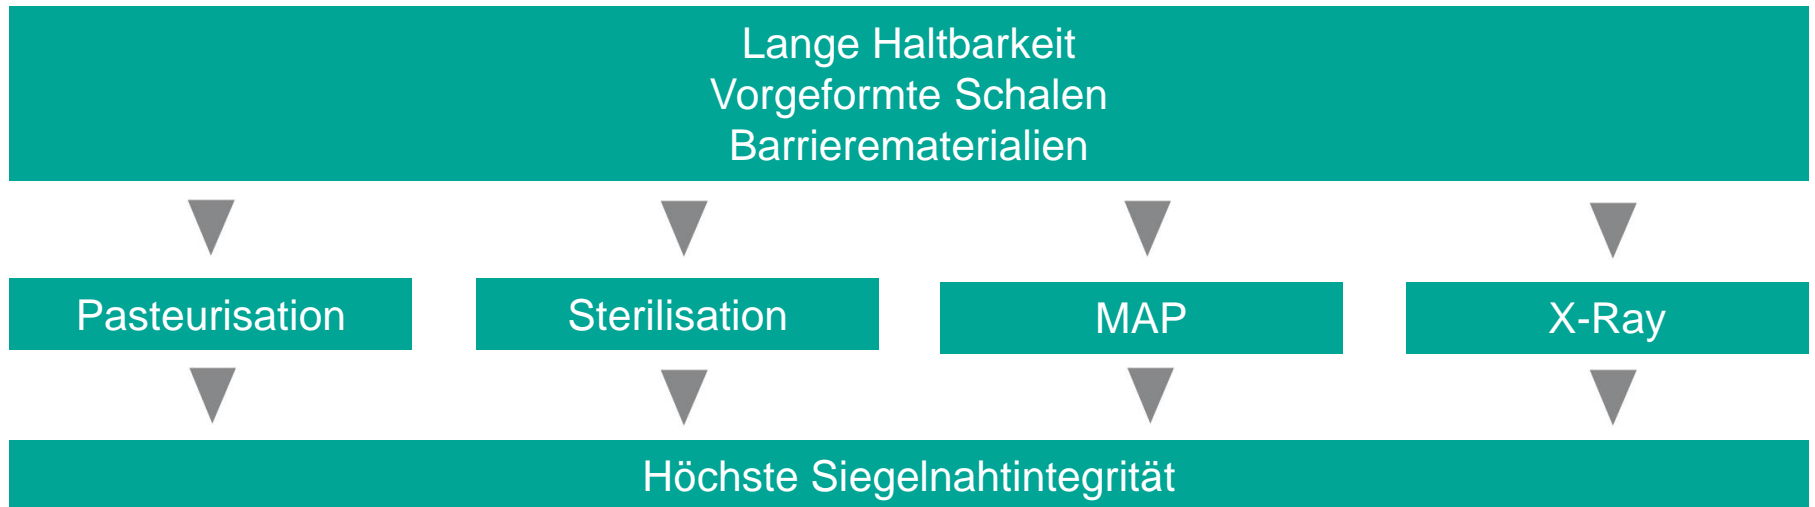 Lange Haltbarkeit
Vorgeformte Schalen
Barrierematerialien
Pasteurisation
Sterilisation
MAP
X-Ray
Höchste Siegelnahtintegrität